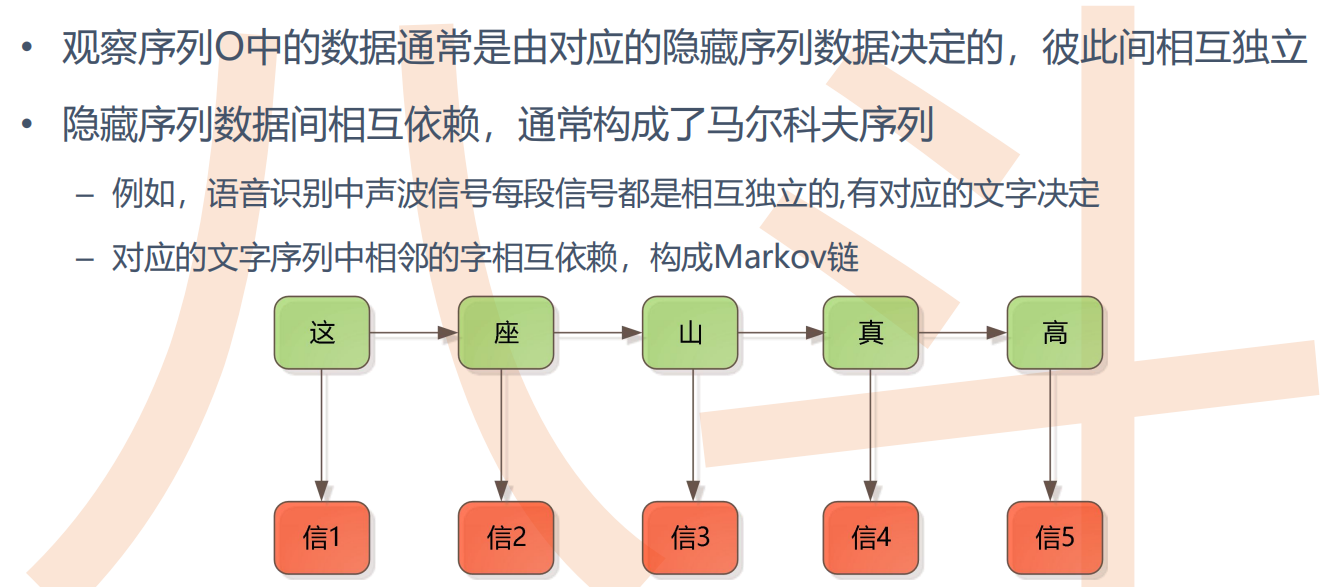 • 观察序列O中的数据通常是由对应的隐藏序列数据决定的，彼此间相互独立
• 隐藏序列数据间相互依赖，通常构成了马尔科夫序列
– 例如，语音识别中声波信号每段信号都是相互独立的,有对应的文字决定
– 对应的文字序列中相邻的字相互依赖，构成Markov链
这 座 山 真 高
信1 信2 信3 信4 信5